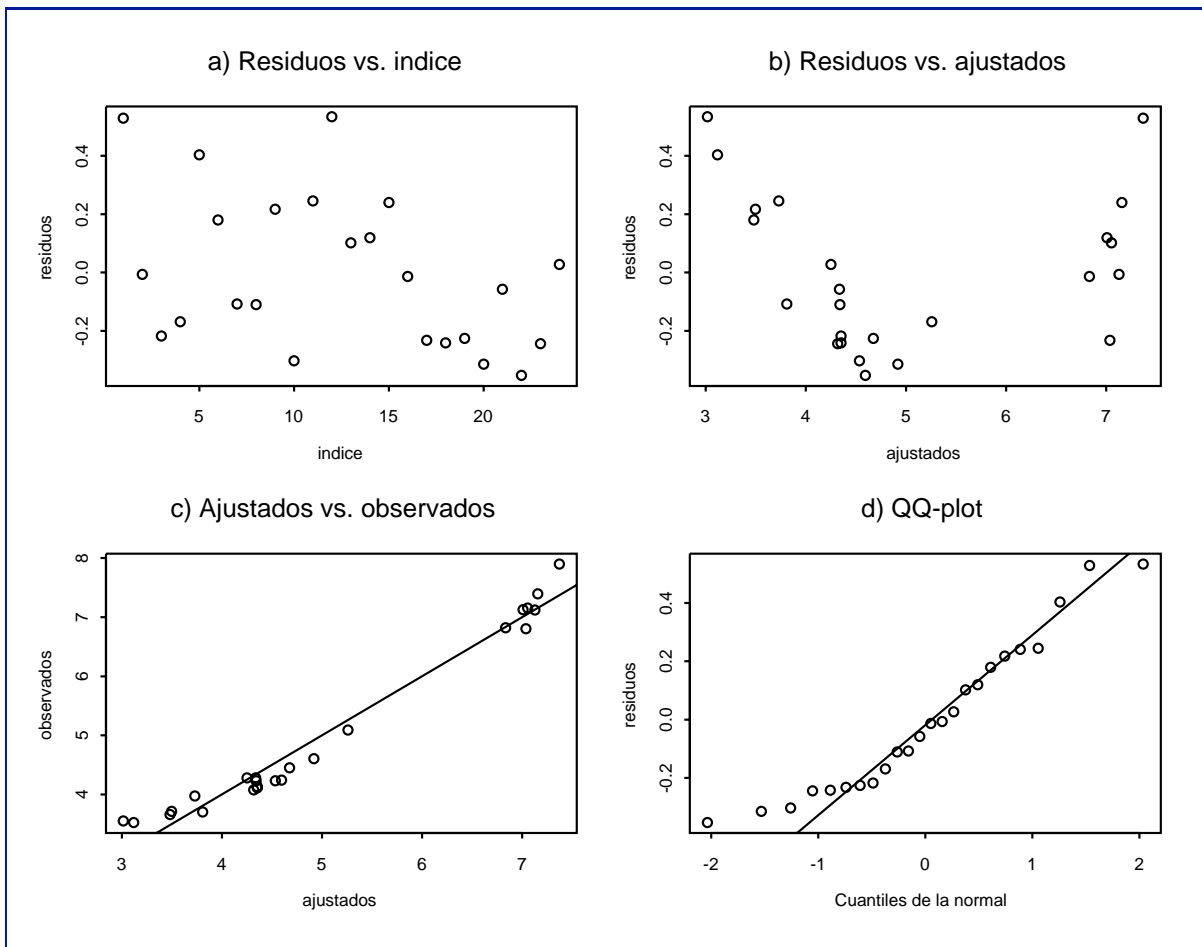 a) Residuos vs. indice
residuos
0.4
0.2
0.0
-0.2
5 10 15 20
indice
b) Residuos vs. ajustados
residuos
0.4
0.2
0.0
-0.2
3 4 5 6 7
ajustados
c) Ajustados vs. observados
observados
8
7
6
5
4
3 4 5 6 7
ajustados
d) QQ-plot
residuos
0.4
0.2
0.0
-0.2
-2 -1 0 1 2
Cuantiles de la normal